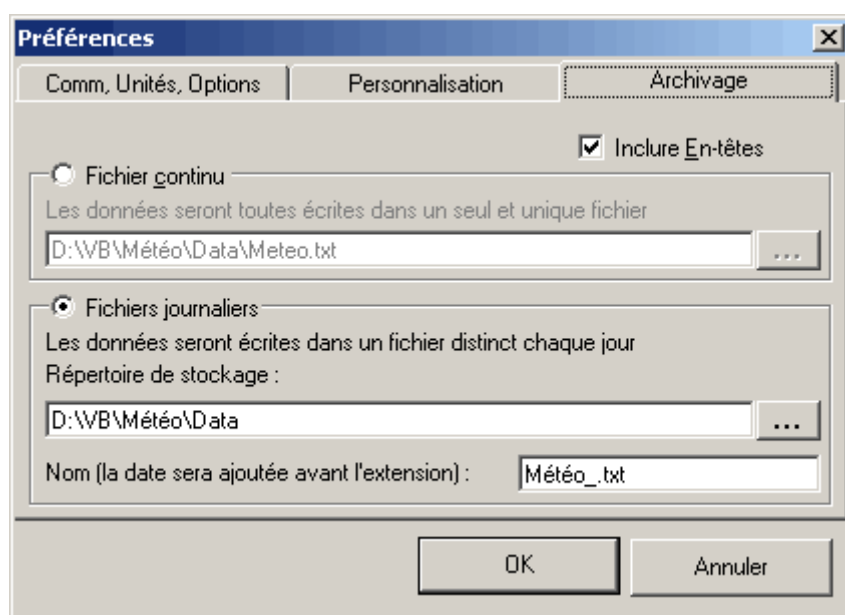 Préférences
Comm, Unités, Options Personnalisation Archivage
Inclure En-têtes
Fichier continu
Les données seront toutes écrites dans un seul et unique fichier
D:\VB\Météo\Data\Meteo.txt ...
Fichiers journaliers
Les données seront écrites dans un fichier distinct chaque jour
Répertoire de stockage :
D:\VB\Météo\Data ...
Nom (la date sera ajoutée avant l'extension) : Météo_.txt
OK Annuler